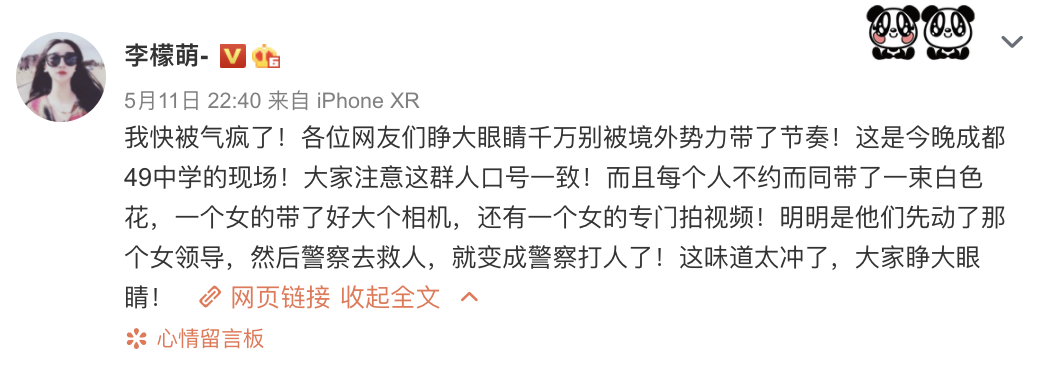 李檬萌-
5月11日 22:40 来自 iPhone XR
我快被气疯了！各位网友们睁大眼睛千万别被境外势力带了节奏！这是今晚成都
49中学的现场！大家注意这群人口号一致！而且每个人不约而同带了一束白色
花，一个女的带了好大个相机，还有一个女的专门拍视频！明明是他们先动了那
个女领导，然后警察去救人，就变成警察打人了！这味道太冲了，大家睁大眼
睛！ 网页链接 收起全文
心情留言板